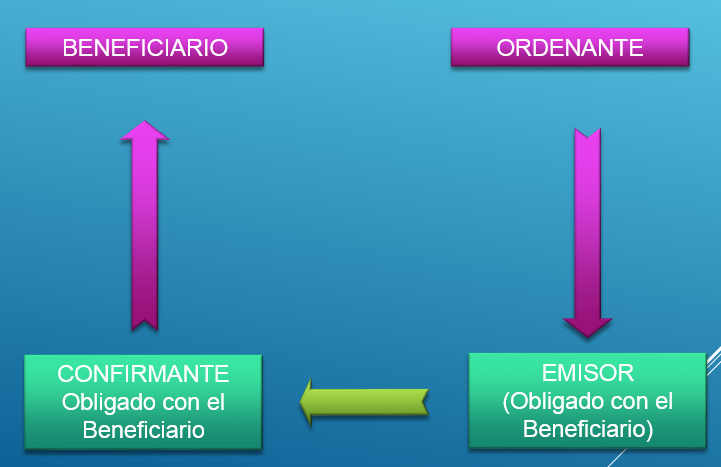 BENEFICIARIO
ORDENANTE
CONFIRMANTE
Obligado con el
Beneficiario
EMISOR
(Obligado con el
Beneficiario)